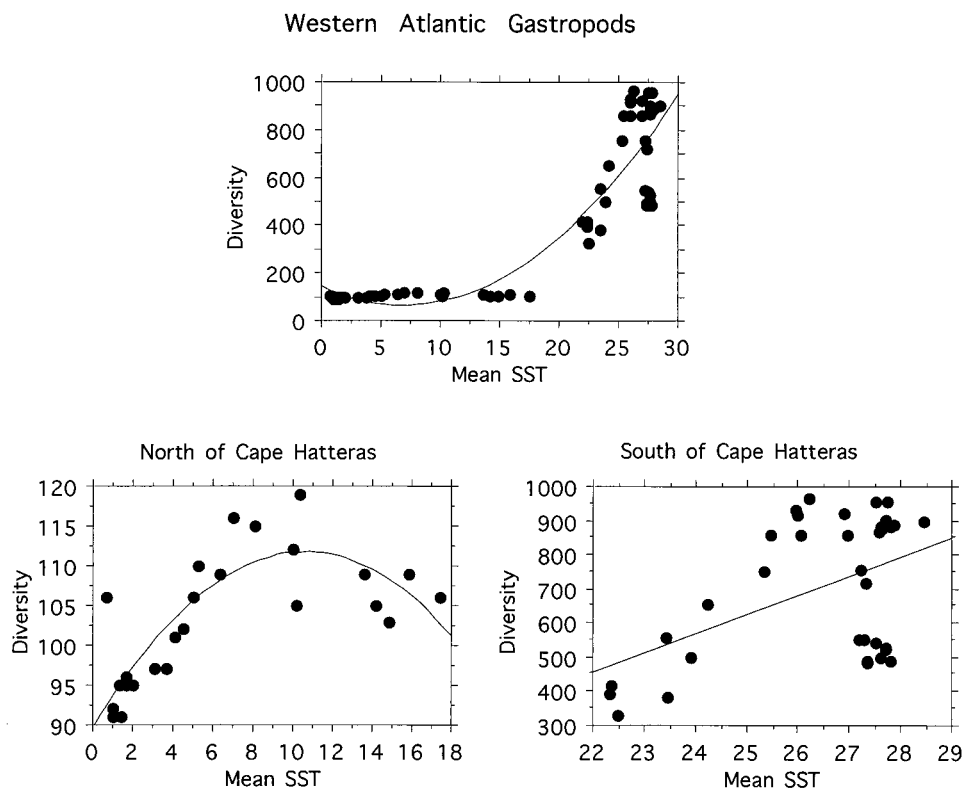 Western Atlantic Gastropods
1000
800
600
400
200
0
Diversity
0 5 10 15 20 25 30
Mean SST
North of Cape Hatteras
120
115
110
105
100
95
90
Diversity
0 2 4 6 8 10 12 14 16 18
Mean SST
South of Cape Hatteras
1000
900
800
700
600
500
400
300
Diversity
22 23 24 25 26 27 28 29
Mean SST